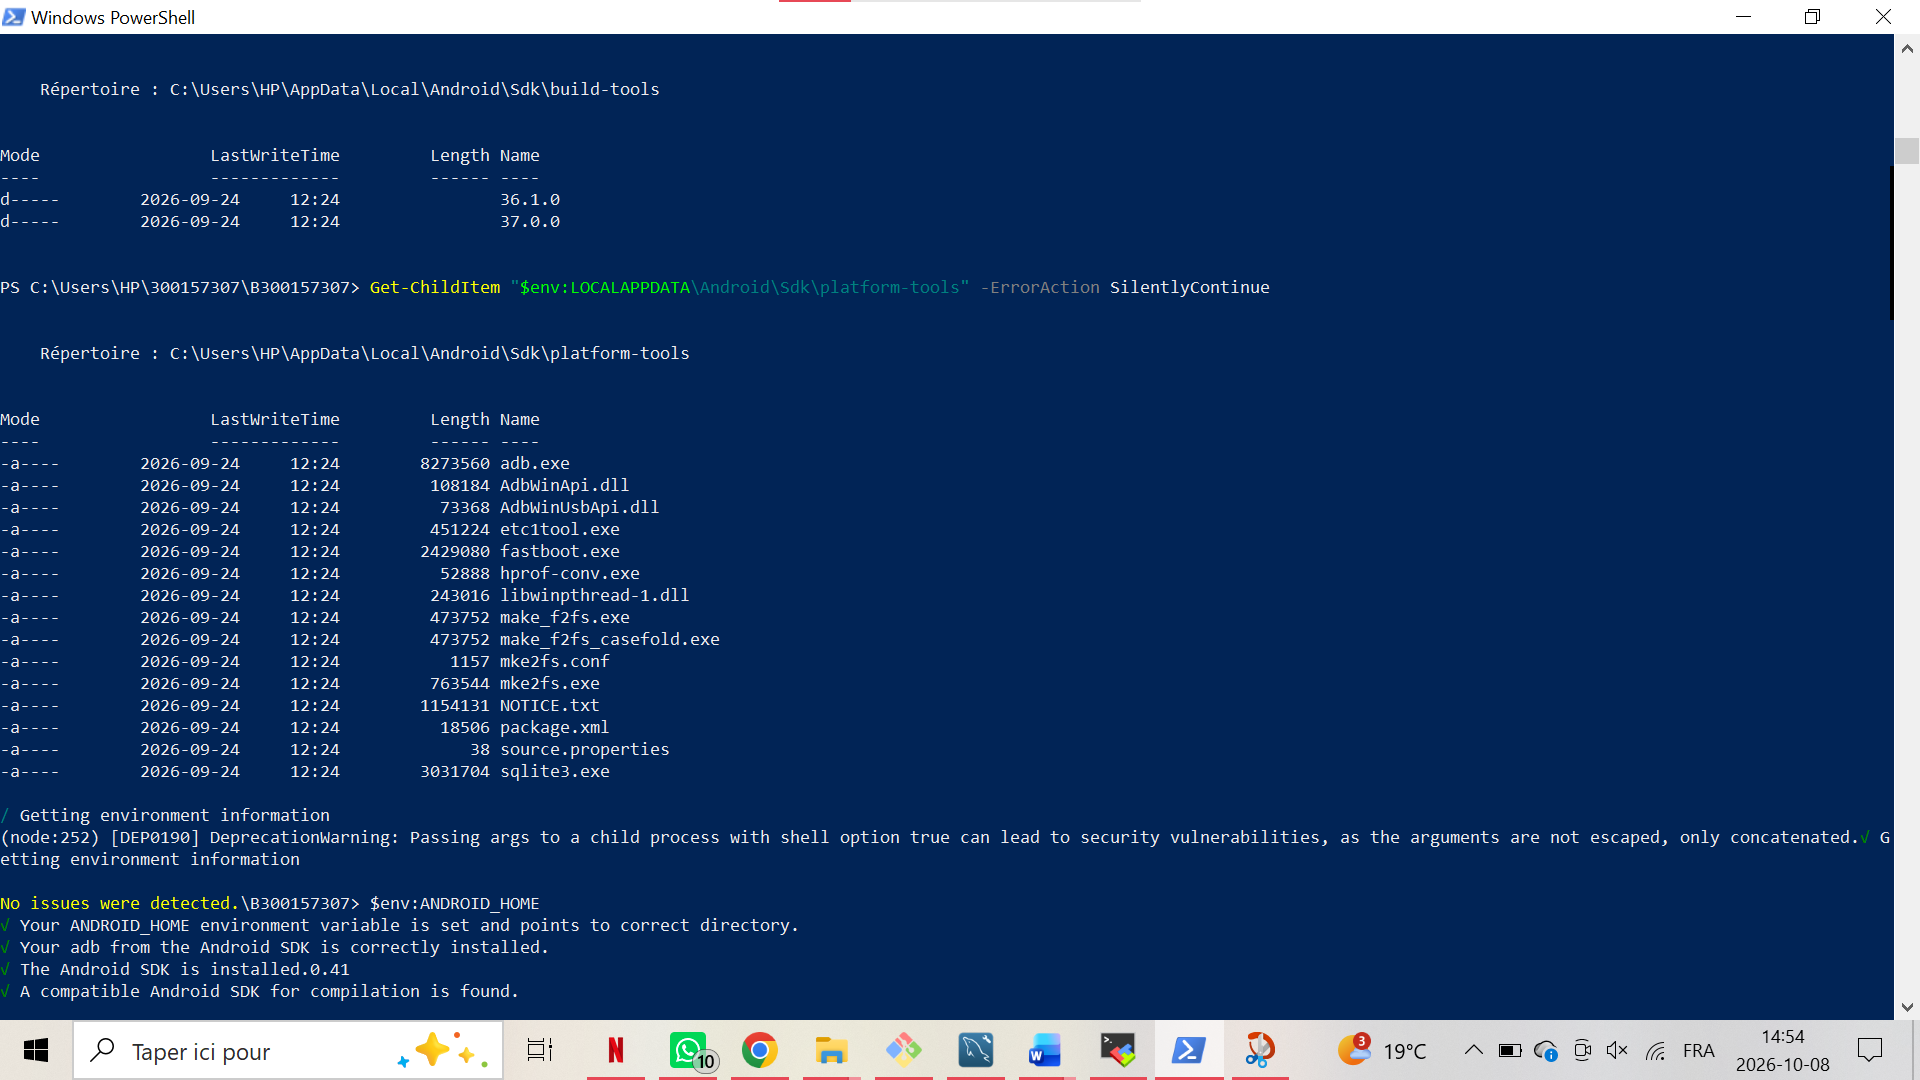 Windows PowerShell
Répertoire : C:\Users\HP\AppData\Local\Android\Sdk\build-tools
Mode                 LastWriteTime         Length Name
----                 -------------         ------ ----
d-----        2026-09-24     12:24                36.1.0
d-----        2026-09-24     12:24                37.0.0
PS C:\Users\HP\300157307\B300157307> Get-ChildItem "$env:LOCALAPPDATA\Android\Sdk\platform-tools" -ErrorAction SilentlyContinue
Répertoire : C:\Users\HP\AppData\Local\Android\Sdk\platform-tools
Mode                 LastWriteTime         Length Name
----                 -------------         ------ ----
-a----        2026-09-24     12:24        8273560 adb.exe
-a----        2026-09-24     12:24         108184 AdbWinApi.dll
-a----        2026-09-24     12:24          73368 AdbWinUsbApi.dll
-a----        2026-09-24     12:24         451224 etc1tool.exe
-a----        2026-09-24     12:24        2429080 fastboot.exe
-a----        2026-09-24     12:24          52888 hprof-conv.exe
-a----        2026-09-24     12:24         243016 libwinpthread-1.dll
-a----        2026-09-24     12:24         473752 make_f2fs.exe
-a----        2026-09-24     12:24         473752 make_f2fs_casefold.exe
-a----        2026-09-24     12:24           1157 mke2fs.conf
-a----        2026-09-24     12:24         763544 mke2fs.exe
-a----        2026-09-24     12:24        1154131 NOTICE.txt
-a----        2026-09-24     12:24          18506 package.xml
-a----        2026-09-24     12:24             38 source.properties
-a----        2026-09-24     12:24        3031704 sqlite3.exe
/ Getting environment information
(node:252) [DEP0190] DeprecationWarning: Passing args to a child process with shell option true can lead to security vulnerabilities, as the arguments are not escaped, only concatenated.√ G
etting environment information
No issues were detected.\B300157307> $env:ANDROID_HOME
√ Your ANDROID_HOME environment variable is set and points to correct directory.
√ Your adb from the Android SDK is correctly installed.
√ The Android SDK is installed.0.41
√ A compatible Android SDK for compilation is found.
Taper ici pour
N
10
W
3
19°C
FRA
14:54
2026-10-08